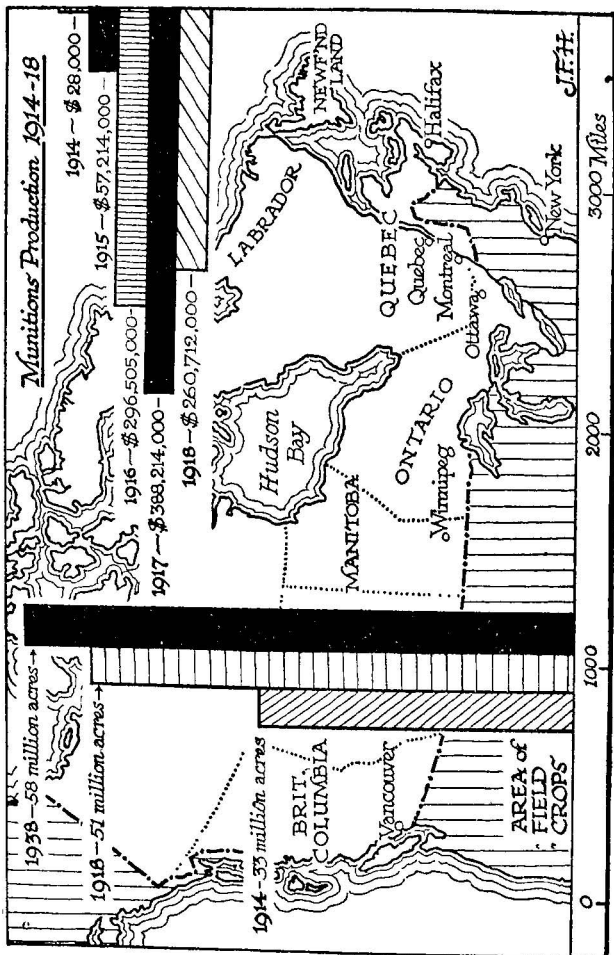 Munitions Production 1914-18
1914 - $ 28,000 -
1915 - $ 57,214,000 -
1916 - $ 296,505,000 -
1917 - $ 388,214,000 -
1918 - $ 260,712,000 -
1938 - 58 million acres→
1918 - 51 million acres→
1914 - 33 million acres
BRIT.
COLUMBIA
Vancouver
AREA of
FIELD
CROPS
Hudson
Bay
MANITOBA
Winnipeg
ONTARIO
LABRADOR
NEWF'ND
LAND
QUEBEC
Quebec
Montreal
Ottawa
Halifax
New York
J.F.H.
0
1000
2000
3000 Miles